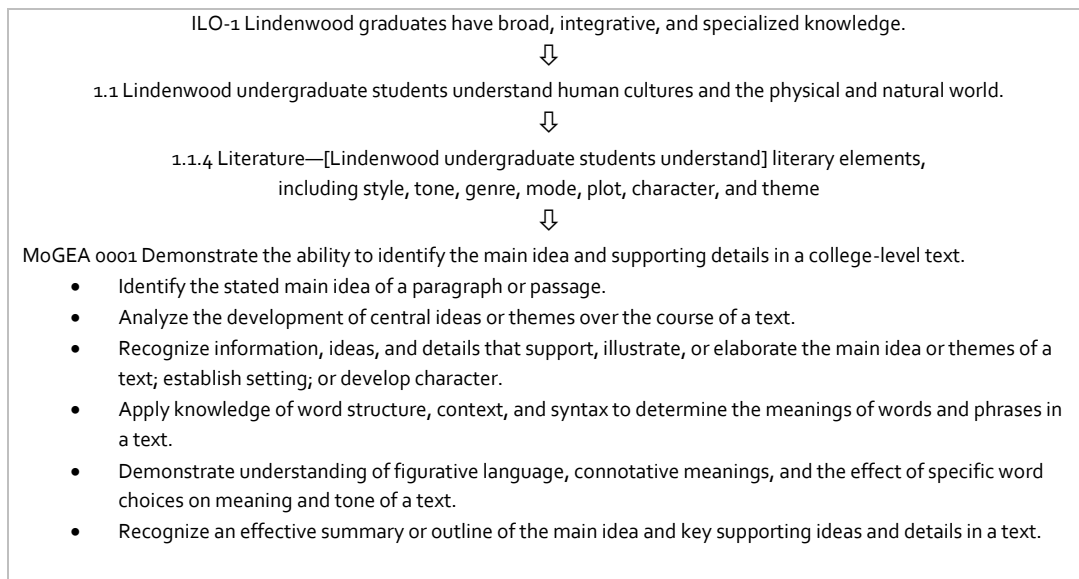 ILO-1 Lindenwood graduates have broad, integrative, and specialized knowledge.
⇩
1.1 Lindenwood undergraduate students understand human cultures and the physical and natural world.
⇩
1.1.4 Literature—[Lindenwood undergraduate students understand] literary elements,
including style, tone, genre, mode, plot, character, and theme
⇩
MoGEA 0001 Demonstrate the ability to identify the main idea and supporting details in a college-level text.
• Identify the stated main idea of a paragraph or passage.
• Analyze the development of central ideas or themes over the course of a text.
• Recognize information, ideas, and details that support, illustrate, or elaborate the main idea or themes of a
text; establish setting; or develop character.
• Apply knowledge of word structure, context, and syntax to determine the meanings of words and phrases in
a text.
• Demonstrate understanding of figurative language, connotative meanings, and the effect of specific word
choices on meaning and tone of a text.
• Recognize an effective summary or outline of the main idea and key supporting ideas and details in a text.